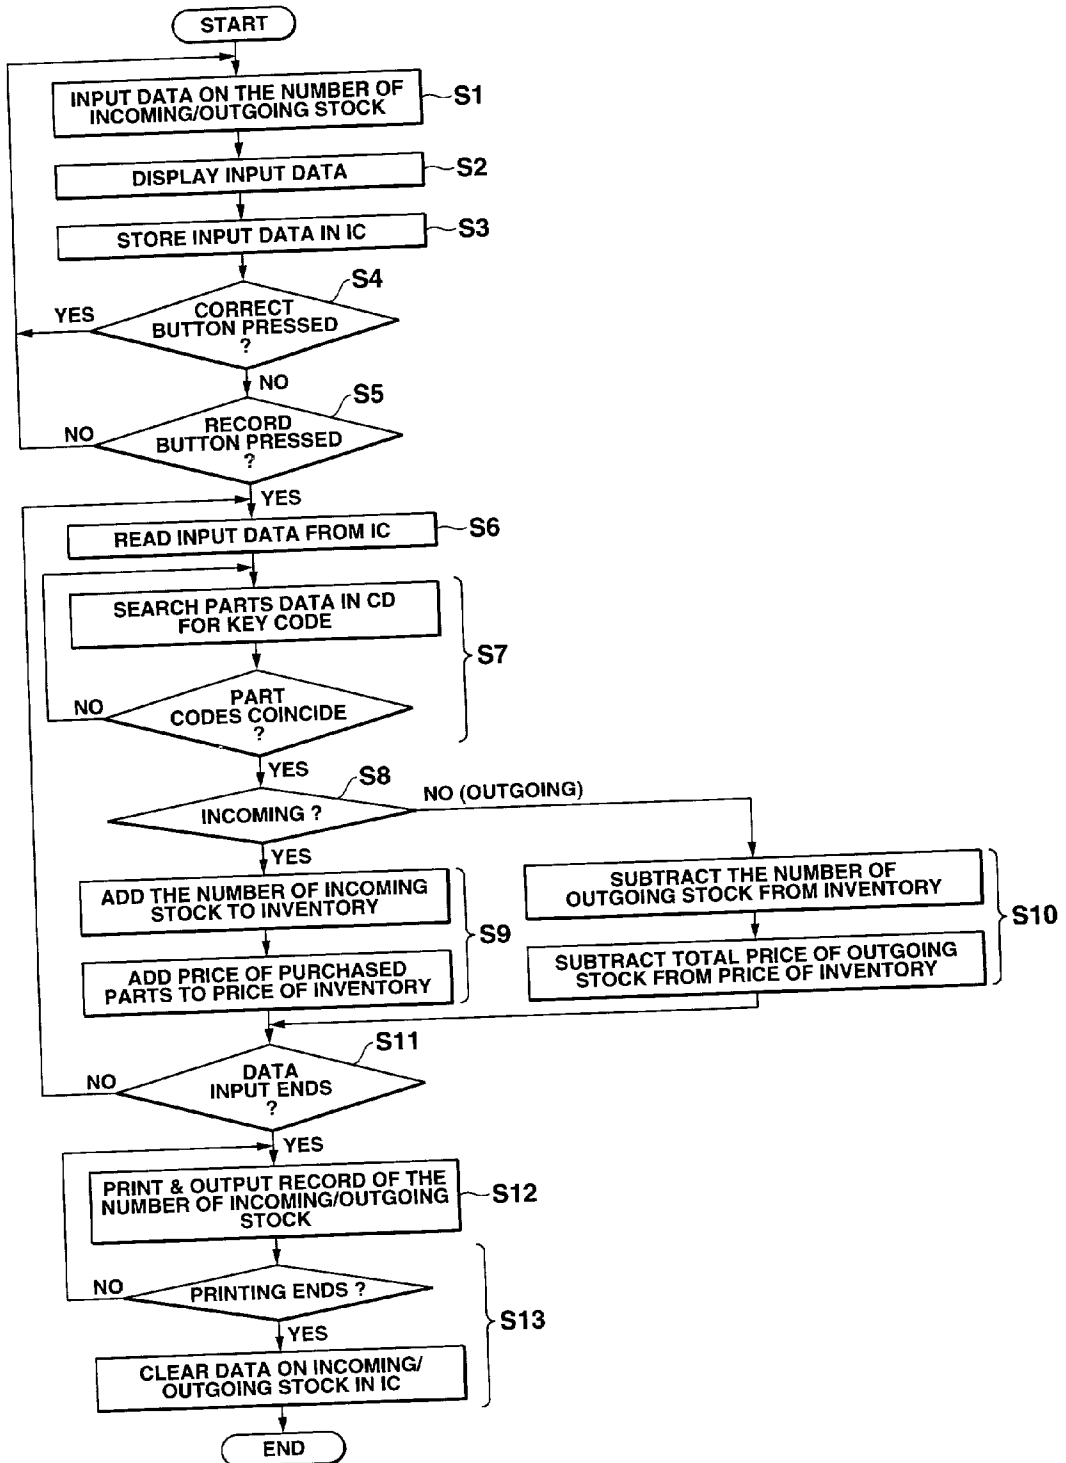 START
INPUT DATA ON THE NUMBER OF
INCOMING/OUTGOING STOCK
S1
DISPLAY INPUT DATA
S2
STORE INPUT DATA IN IC
S3
S4
CORRECT
BUTTON PRESSED
?
YES
NO
S5
RECORD
BUTTON PRESSED
?
NO
YES
READ INPUT DATA FROM IC
S6
SEARCH PARTS DATA IN CD
FOR KEY CODE
S7
PART
CODES COINCIDE
?
NO
YES
S8
INCOMING ?
NO (OUTGOING)
YES
ADD THE NUMBER OF INCOMING
STOCK TO INVENTORY
S9
ADD PRICE OF PURCHASED
PARTS TO PRICE OF INVENTORY
SUBTRACT THE NUMBER OF
OUTGOING STOCK FROM INVENTORY
S10
SUBTRACT TOTAL PRICE OF OUTGOING
STOCK FROM PRICE OF INVENTORY
S11
DATA
INPUT ENDS
?
NO
YES
PRINT & OUTPUT RECORD OF THE
NUMBER OF INCOMING/OUTGOING
STOCK
S12
PRINTING ENDS ?
NO
S13
YES
CLEAR DATA ON INCOMING/
OUTGOING STOCK IN IC
END